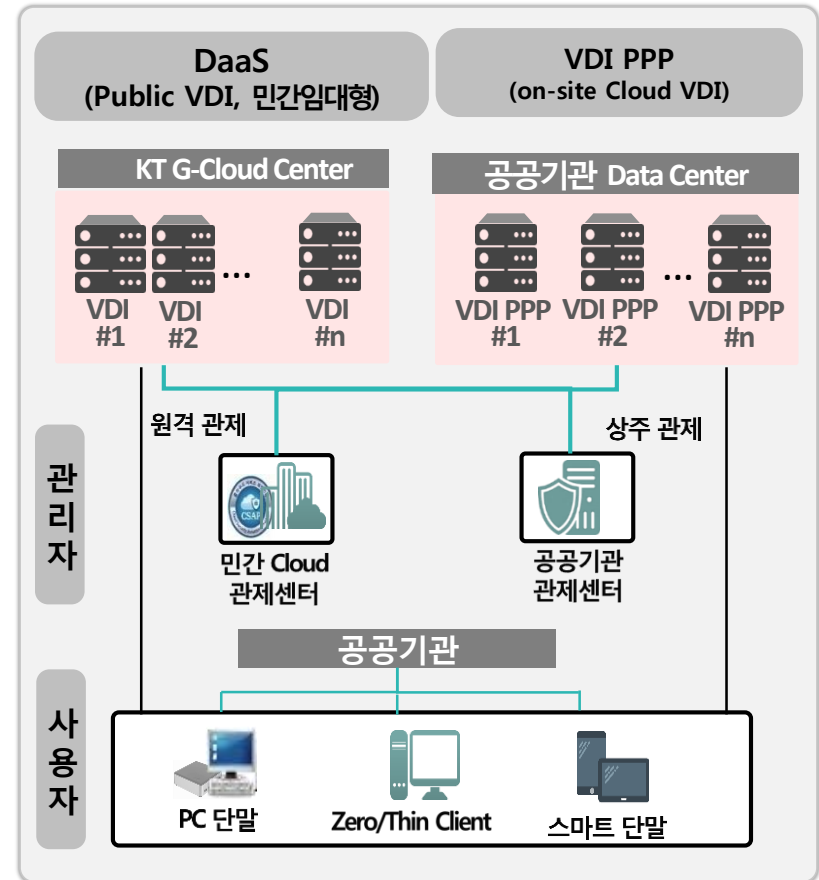 DaaS
(Public VDI, 민간임대형)
VDI PPP
(on-site Cloud VDI)
KT G-Cloud Center
공공기관 Data Center
...
...
VDI
#1
VDI
#2
VDI
#n
VDI PPP
#1
VDI PPP
#2
VDI PPP
#n
원격 관제
상주 관제
관
리
자
CSAP
민간 Cloud
관제센터
공공기관
관제센터
공공기관
사
용
자
PC 단말
Zero/Thin Client
스마트 단말